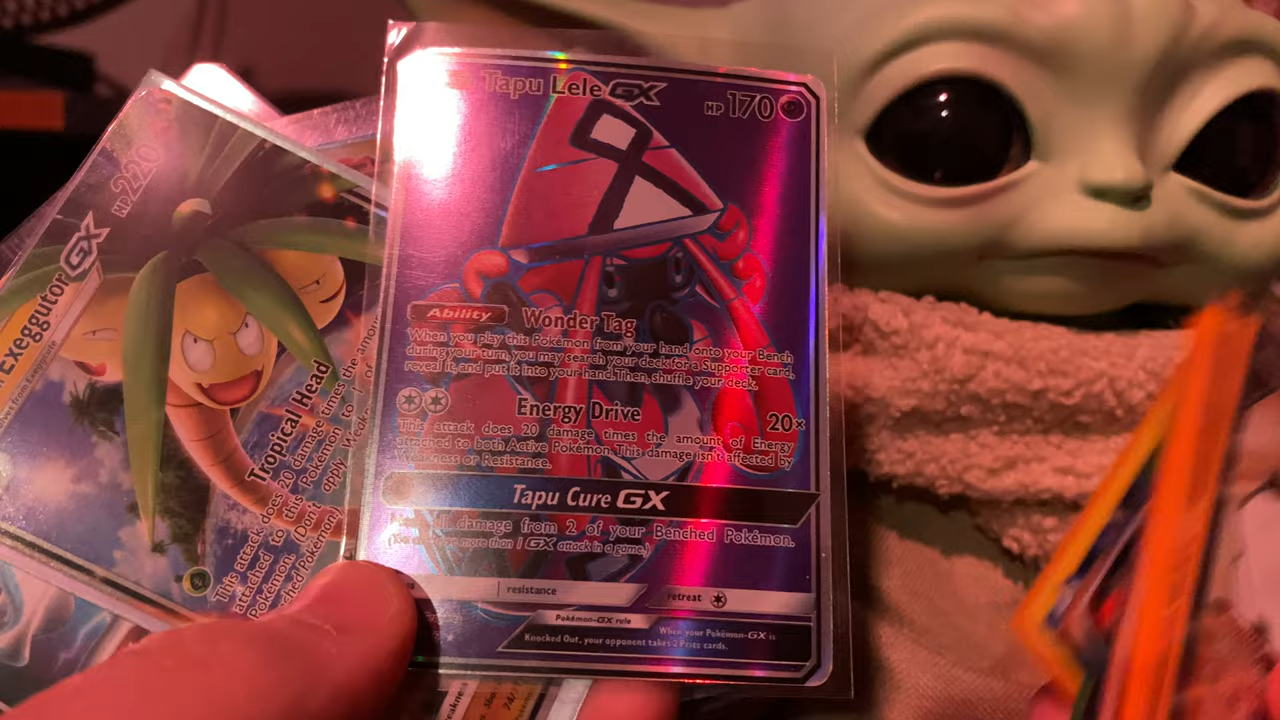 Tapu Lele GX
HP 170
Ability Wonder Tag
When you play this Pokémon from your hand onto your Bench
during your turn, you may search your deck for a Supporter card,
reveal it, and put it into your hand. Then, shuffle your deck.
Energy Drive 20×
This attack does 20 damage times the amount of Energy
attached to both Active Pokémon. This damage isn't affected by
Weakness or Resistance.
Tapu Cure GX
damage from 2 of your Benched Pokémon.
more than 1 GX attack in a game.)
resistance
retreat
Pokémon-GX rule
When your Pokémon-GX is
Knocked Out, your opponent takes 2 Prize cards.
Exeggutor GX
HP 220
Tropical Head
This attack does 20 damage times the amount of
attached to this Pokémon to 1 of
Pokémon. (Don't apply Weak
ched Pokémon.)